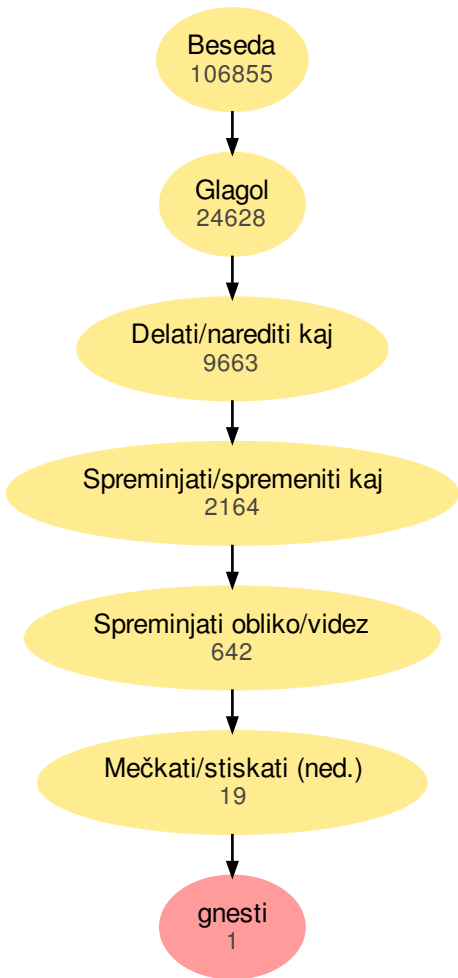 Beseda
106855
Glagol
24628
Delati/narediti kaj
9663
Spreminjati/spremeniti kaj
2164
Spreminjati obliko/videz
642
Mečkati/stiskati (ned.)
19
gnesti
1